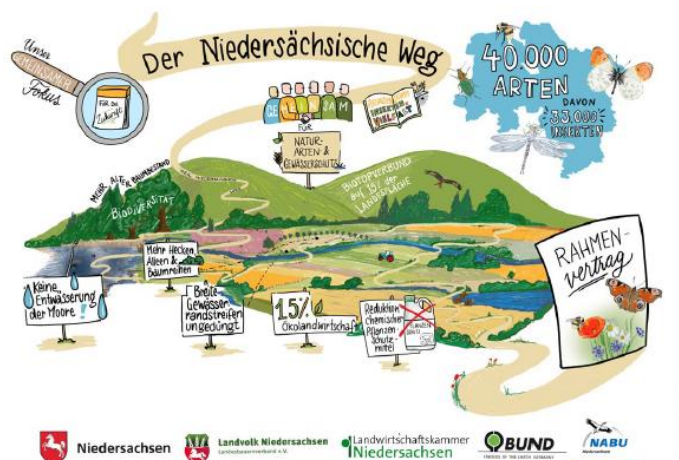 Unser
GEMEINSAMER
Fokus
FÜR DIE
Zukunft
Der Niedersächsische Weg
GEMEINSAM
FÜR
NATUR-
ARTEN- &
GEWÄSSERSCHUTZ
VIELFALT
40.000
ARTEN
DAVON
33.000
INSEKTEN
MEHR ALTER BAUMBESTAND
BIODIVERSITÄT
BIOTOPVERBUND
auf 15% der
LANDESFLÄCHE
RAHMEN-
vertrag
Keine
Entwässerung
der Moore !
Mehr Hecken
Alleen &
Baumreihen
Breite
Gewässer
randstreifen
ungedüngt
15%
Ökolandwirtschaft
Reduktion
chemischer
Pflanzen
Schutz
mittel
Niedersachsen
Landvolk Niedersachsen
Landesbauernverband e.V.
Landwirtschaftskammer
Niedersachsen
BUND
FRIENDS OF THE EARTH GERMANY
NABU
Niedersachsen